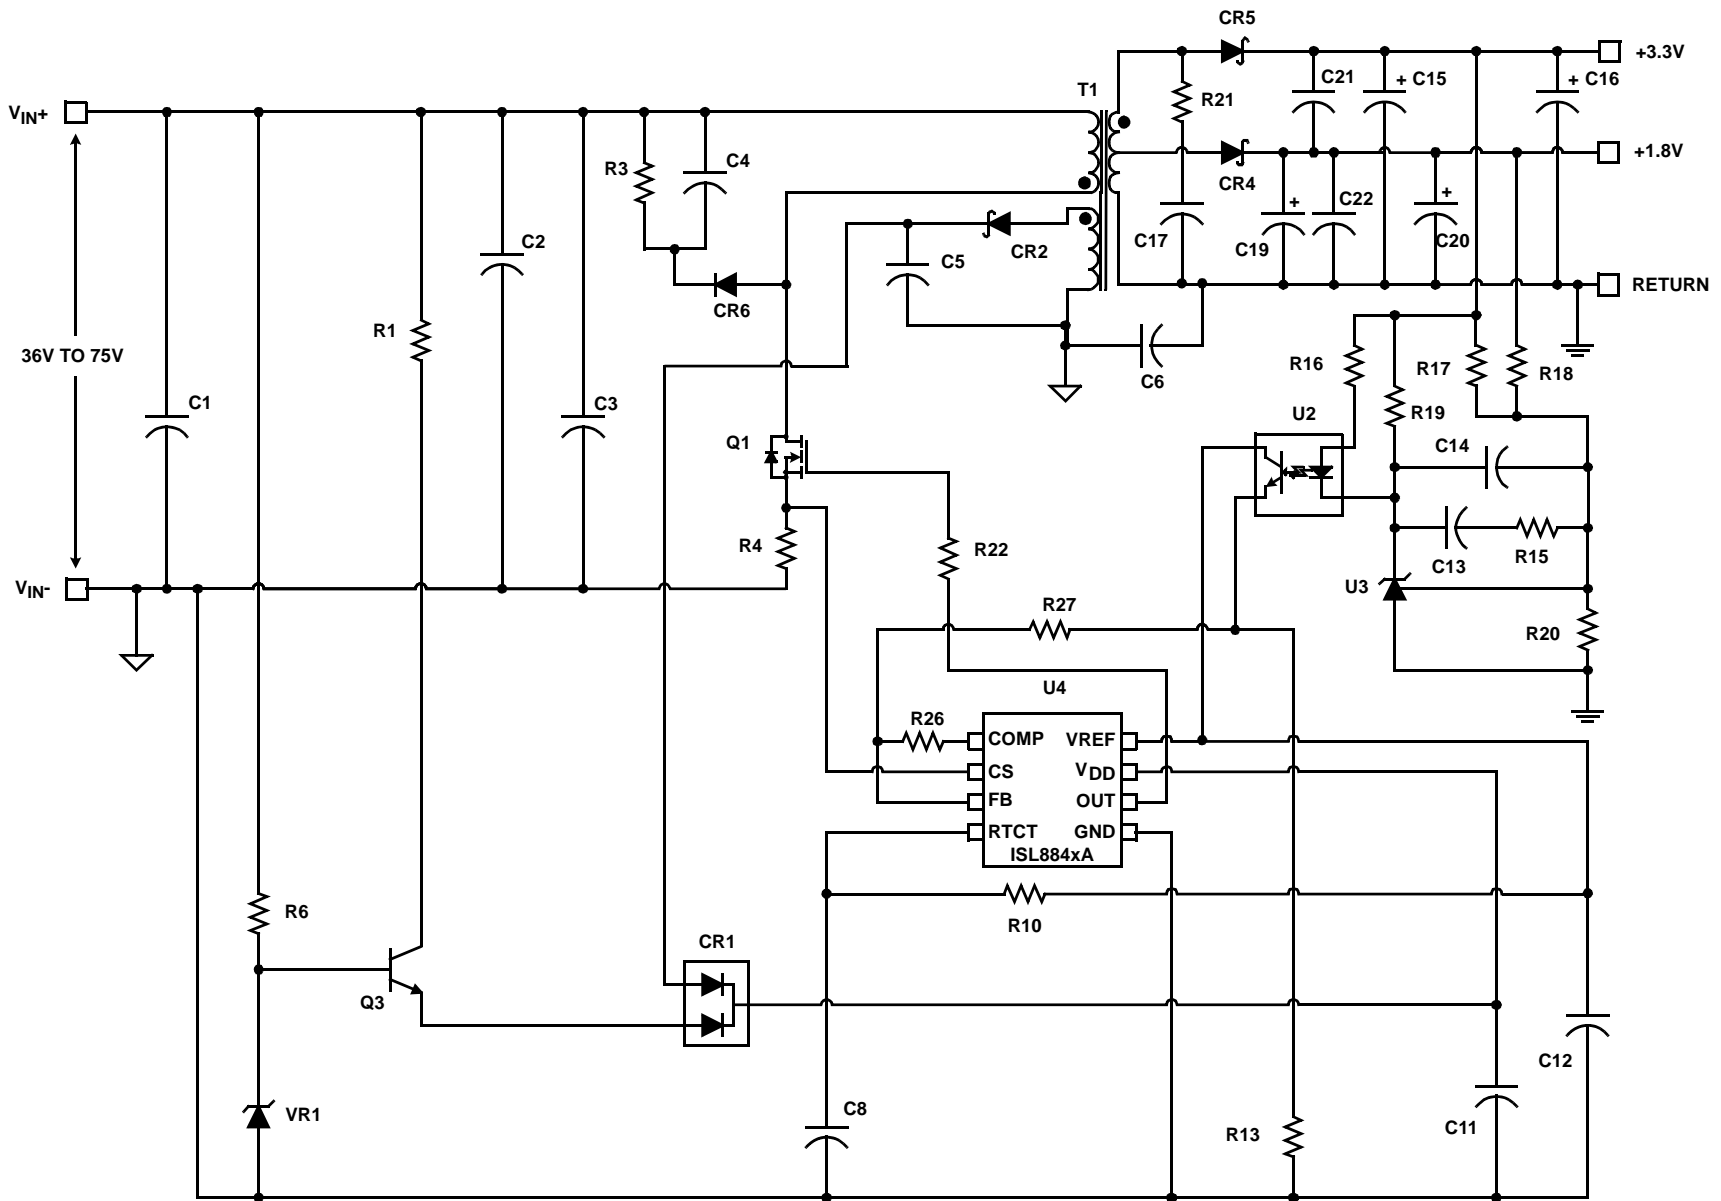 CR5
+3.3V
T1
C21
+ C15
+ C16
R21
VIN+
+1.8V
R3
C4
CR4
+
C22
+
C2
C17
C19
C20
C5
CR2
RETURN
CR6
R1
36V TO 75V
R16
R17
R18
C6
C1
C3
R19
U2
Q1
C14
R4
R22
R15
C13
VIN-
U3
R27
R20
U4
R26
COMP
VREF
CS
VDD
FB
OUT
RTCT
GND
ISL884xA
R6
R10
CR1
Q3
C12
VR1
C8
C11
R13